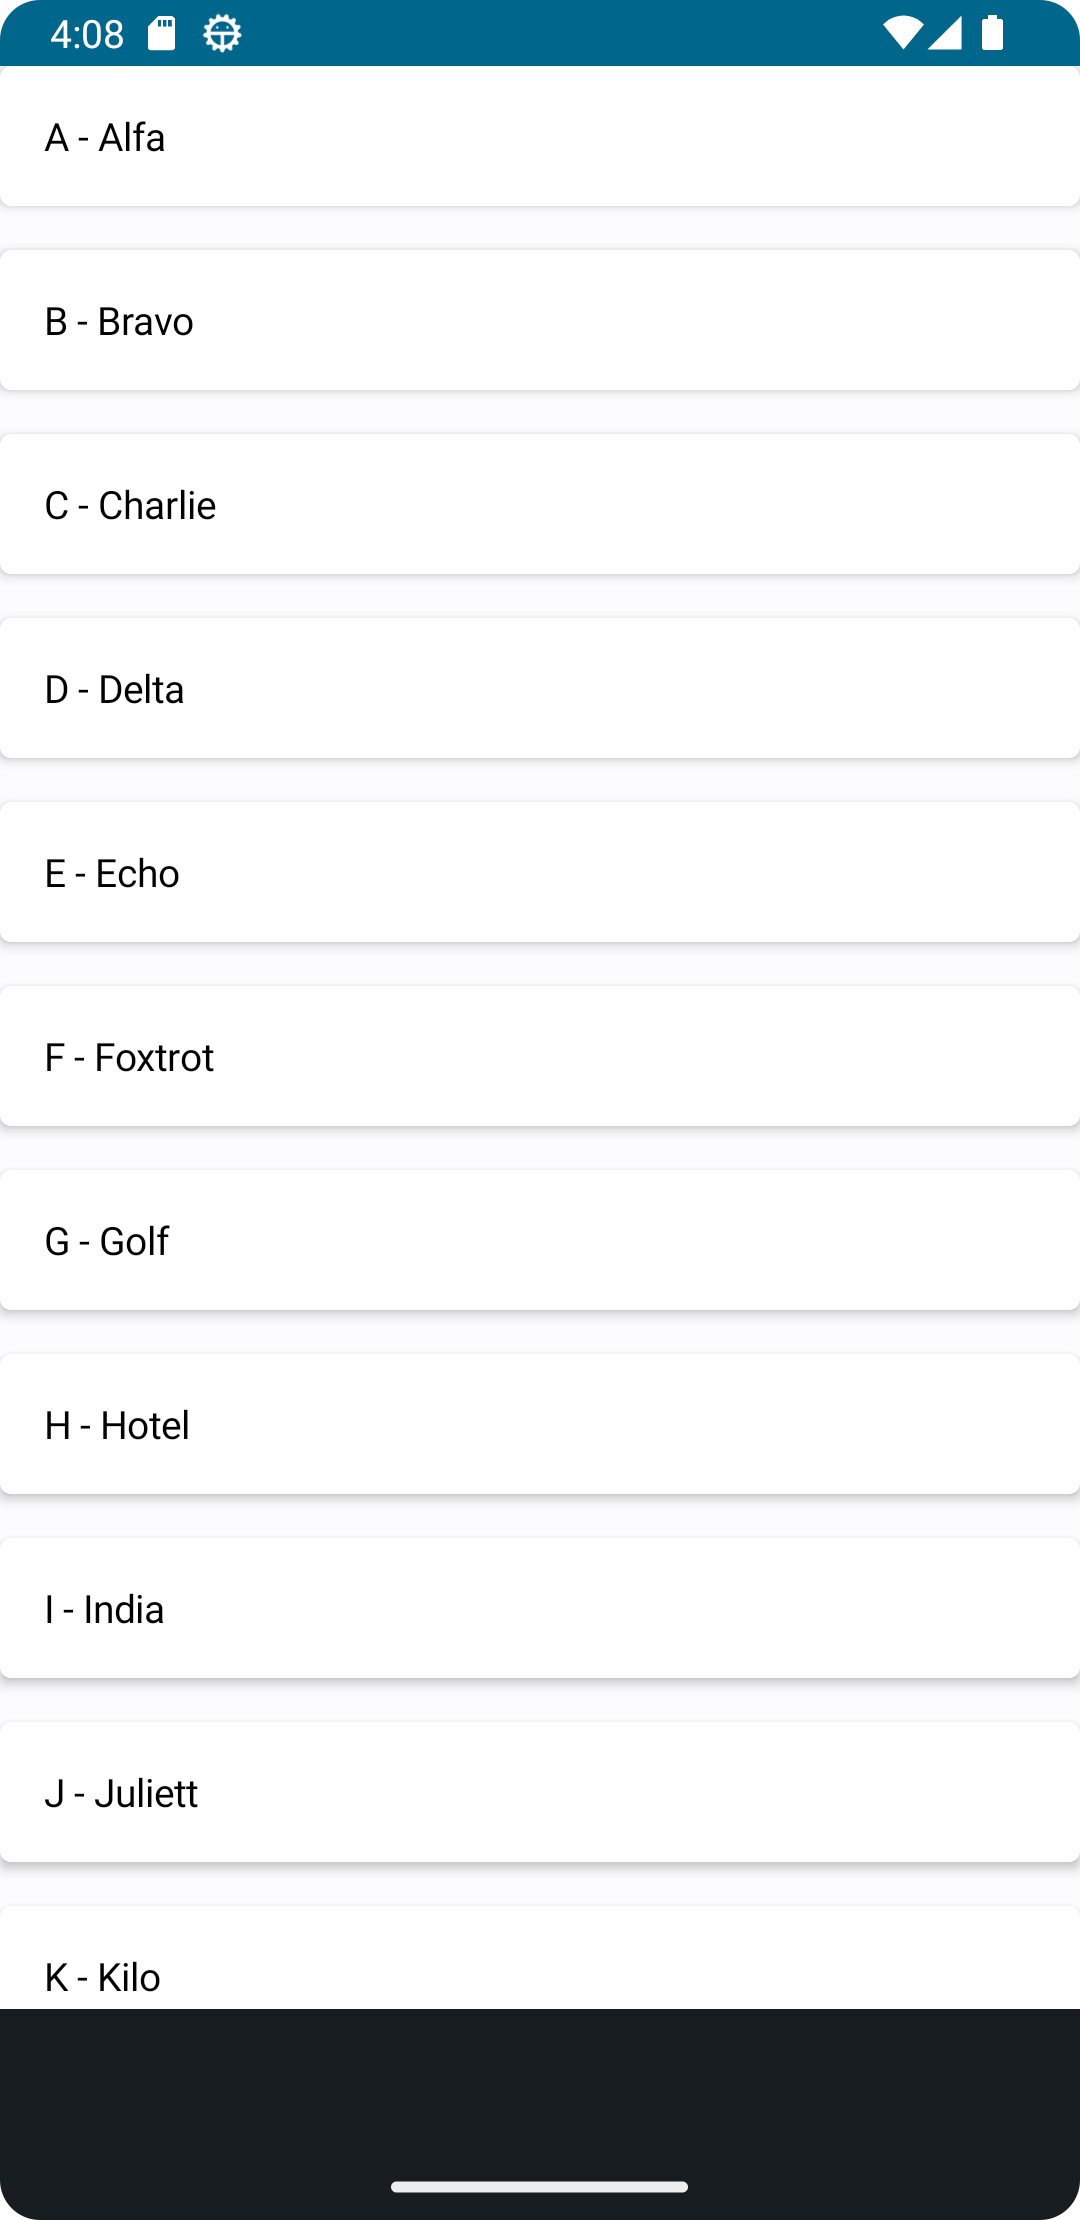 4:08
A - Alfa
B - Bravo
C - Charlie
D - Delta
E - Echo
F - Foxtrot
G - Golf
H - Hotel
I - India
J - Juliett
K - Kilo